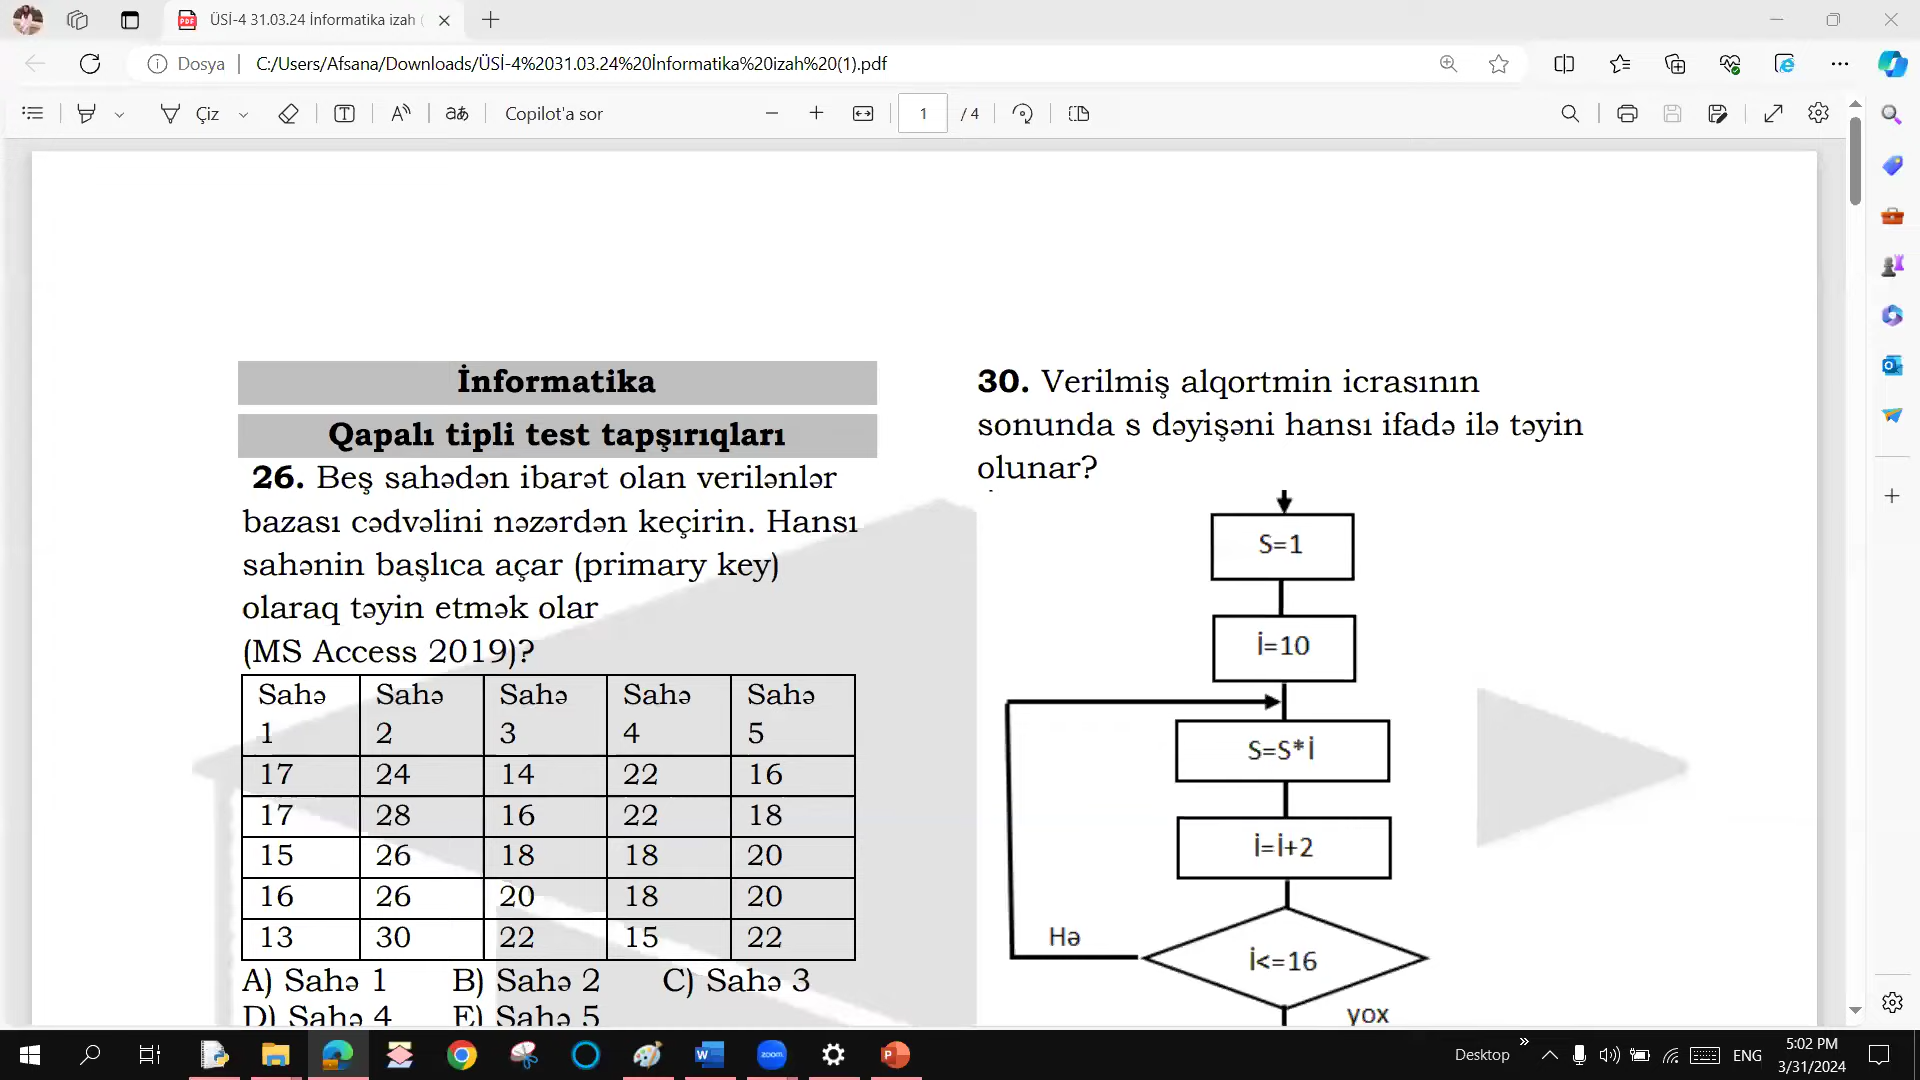 ÜSİ-4 31.03.24 İnformatika izah (
Dosya
C:/Users/Afsana/Downloads/ÜSİ-4%2031.03.24%20İnformatika%20izah%20(1).pdf
Çiz
aあ
Copilot'a sor
1
/ 4
İnformatika
Qapalı tipli test tapşırıqları
26. Beş sahədən ibarət olan verilənlər
bazası cədvəlini nəzərdən keçirin. Hansı
sahənin başlıca açar (primary key)
olaraq təyin etmək olar
(MS Access 2019)?
Sahə 1 Sahə 2 Sahə 3 Sahə 4 Sahə 5
17 24 14 22 16
17 28 16 22 18
15 26 18 18 20
16 26 20 18 20
13 30 22 15 22
A) Sahə 1 B) Sahə 2 C) Sahə 3
D) Sahə 4 E) Sahə 5
30. Verilmiş alqortmin icrasının
sonunda s dəyişəni hansı ifadə ilə təyin
olunar?
S=1
İ=10
S=S*İ
İ=İ+2
Hə
İ<=16
yox
zoom
Desktop
ENG
5:02 PM
3/31/2024